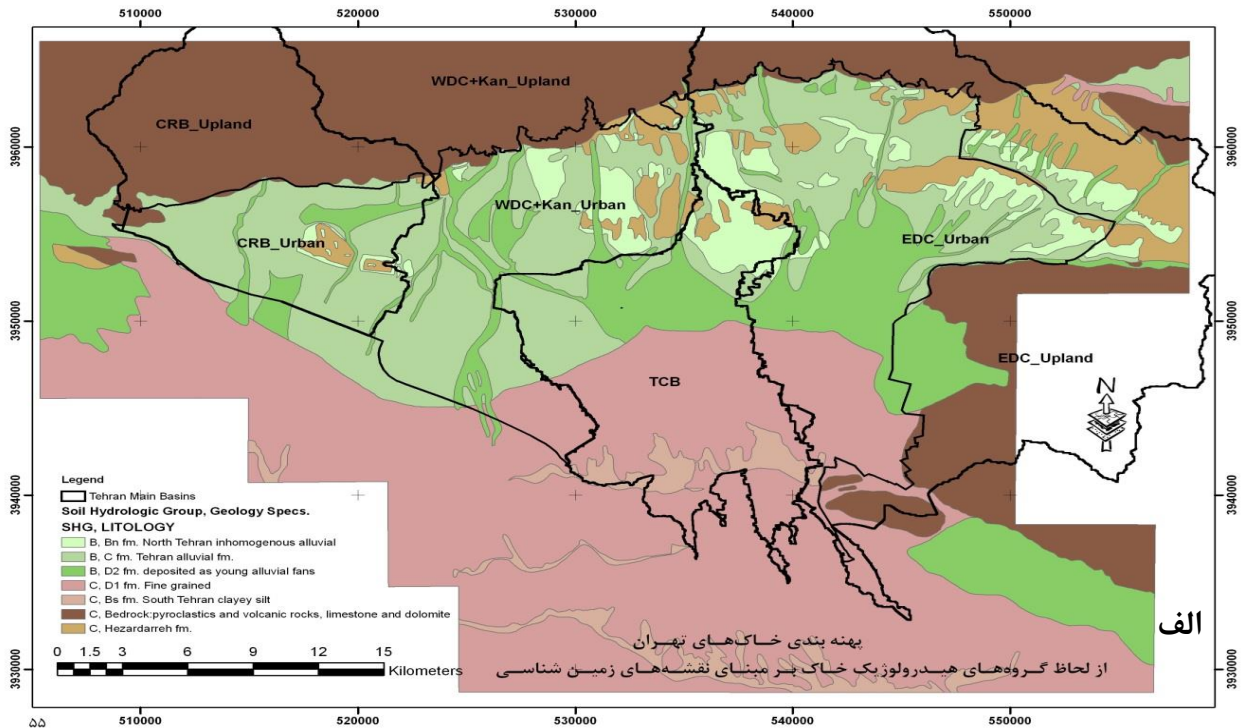 510000 520000 530000 540000 550000
3960000 3960000
3950000 3950000
3940000 3940000
3930000 3930000
WDC+Kan_Upland
CRB_Upland
WDC+Kan_Urban
CRB_Urban
EDC_Urban
EDC_Upland
TCB
N
Legend
Tehran Main Basins
Soil Hydrologic Group, Geology Specs.
SHG, LITOLOGY
B, Bn fm. North Tehran inhomogenous alluvial
B, C fm. Tehran alluvial fm.
B, D2 fm. deposited as young alluvial fans
C, D1 fm. Fine grained
C, Bs fm. South Tehran clayey silt
C, Bedrock:pyroclastics and volcanic rocks, limestone and dolomite
C, Hezardarreh fm.
0 1.5 3 6 9 12 15
Kilometers
الف
پهنه بندی خاک‌های تهران
از لحاظ گروه‌های هیدرولوژیک خاک بر مبنای نقشه‌های زمین شناسی
510000 520000 530000 540000 550000
۵۵